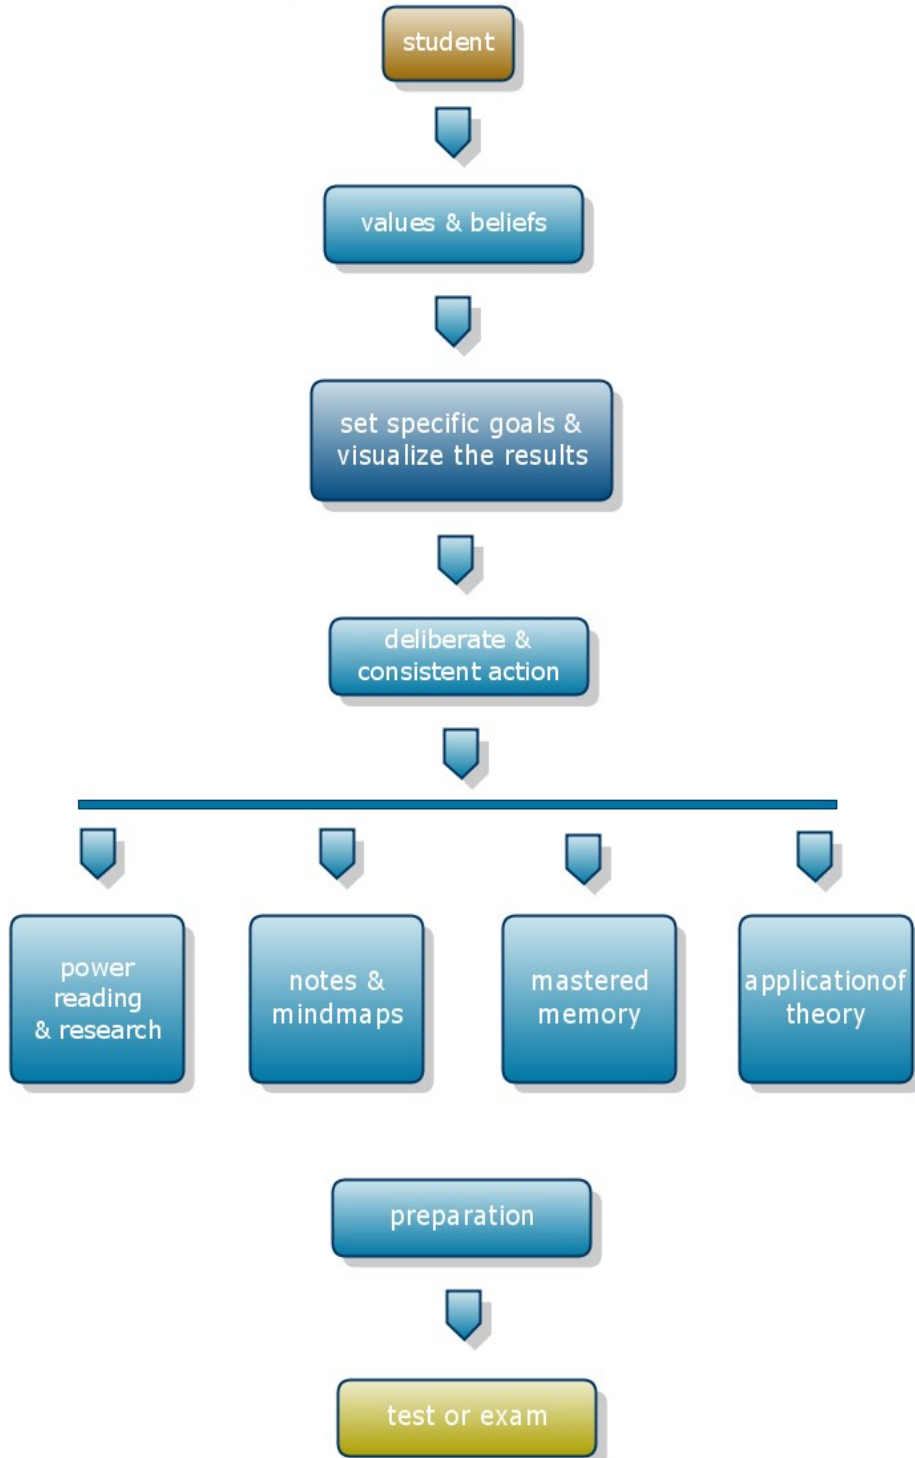 student
values & beliefs
set specific goals &
visualize the results
deliberate &
consistent action
power
reading
& research
notes &
mindmaps
mastered
memory
applicationof
theory
preparation
test or exam